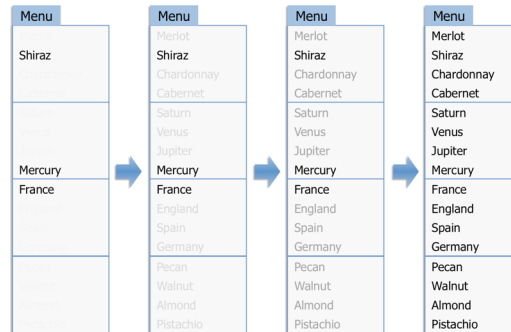 Menu
Shiraz
Mercury
France
Menu
Merlot
Shiraz
Chardonnay
Cabernet
Saturn
Venus
Jupiter
Mercury
France
England
Spain
Germany
Pecan
Walnut
Almond
Pistachio
Menu
Merlot
Shiraz
Chardonnay
Cabernet
Saturn
Venus
Jupiter
Mercury
France
England
Spain
Germany
Pecan
Walnut
Almond
Pistachio
Menu
Merlot
Shiraz
Chardonnay
Cabernet
Saturn
Venus
Jupiter
Mercury
France
England
Spain
Germany
Pecan
Walnut
Almond
Pistachio